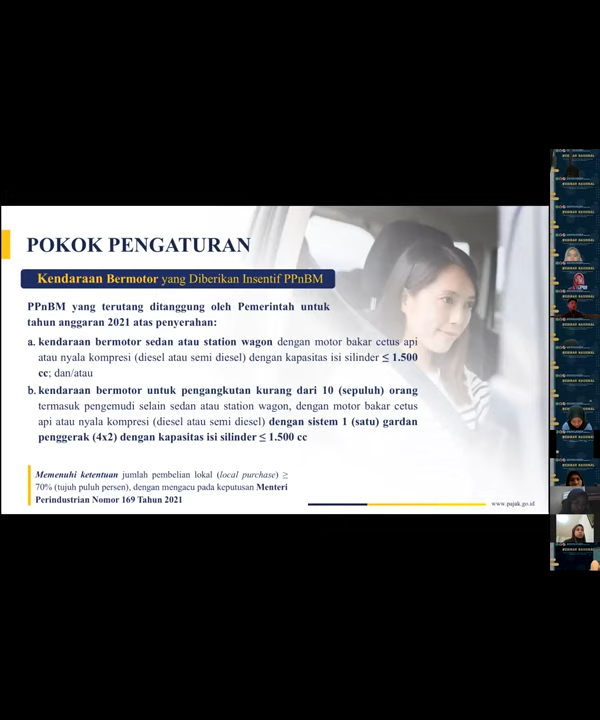 POKOK PENGATURAN
Kendaraan Bermotor yang Diberikan Insentif PPnBM
PPnBM yang terutang ditanggung oleh Pemerintah untuk
tahun anggaran 2021 atas penyerahan:
a. kendaraan bermotor sedan atau station wagon dengan motor bakar cetus api
atau nyala kompresi (diesel atau semi diesel) dengan kapasitas isi silinder ≤ 1.500
cc; dan/atau
b. kendaraan bermotor untuk pengangkutan kurang dari 10 (sepuluh) orang
termasuk pengemudi selain sedan atau station wagon, dengan motor bakar cetus
api atau nyala kompresi (diesel atau semi diesel) dengan sistem 1 (satu) gardan
penggerak (4x2) dengan kapasitas isi silinder ≤ 1.500 cc
Memenuhi ketentuan jumlah pembelian lokal (local purchase) ≥
70% (tujuh puluh persen), dengan mengacu pada keputusan Menteri
Perindustrian Nomor 169 Tahun 2021
www.pajak.go.id